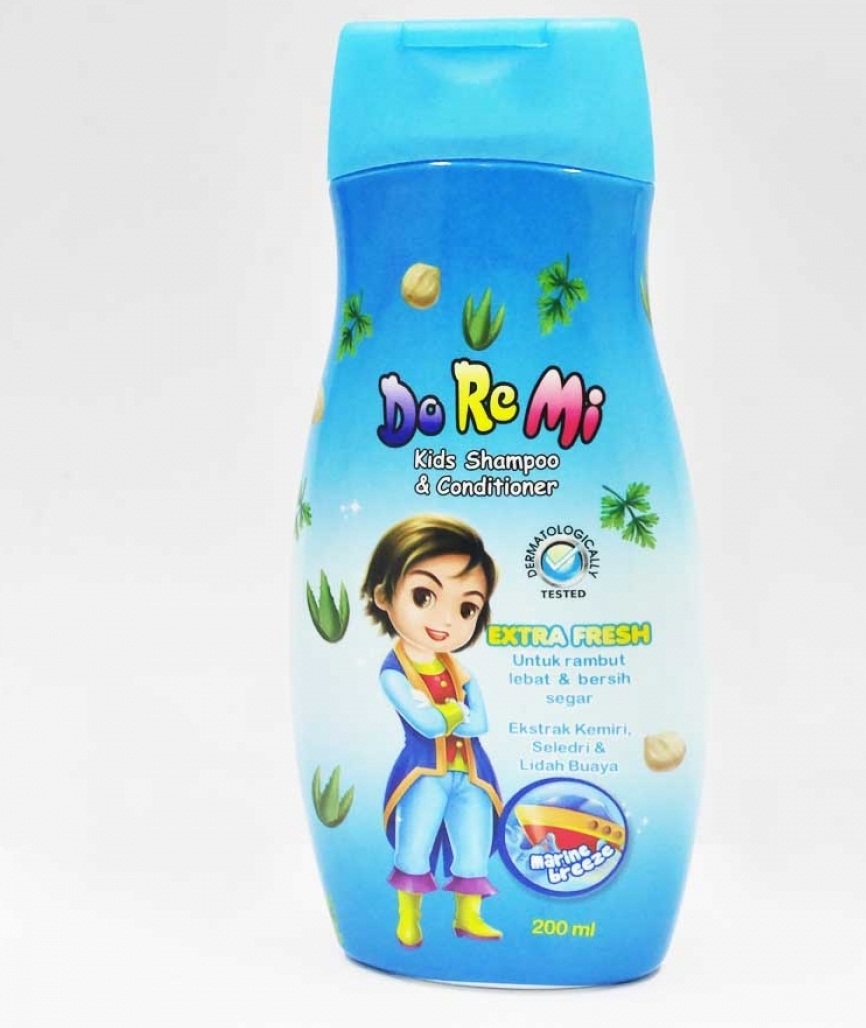 Do Re Mi
Kids Shampoo
& Conditioner
DERMATOLOGICALLY
TESTED
EXTRA FRESH
Untuk rambut
lebat & bersih
segar
Ekstrak Kemiri,
Seledri &
Lidah Buaya
marine
breeze
200 ml